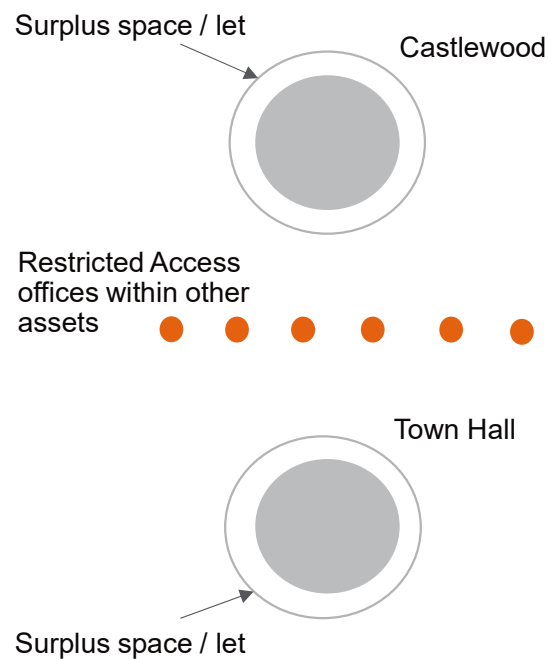 Surplus space / let
Castlewood
Restricted Access
offices within other
assets
Town Hall
Surplus space / let